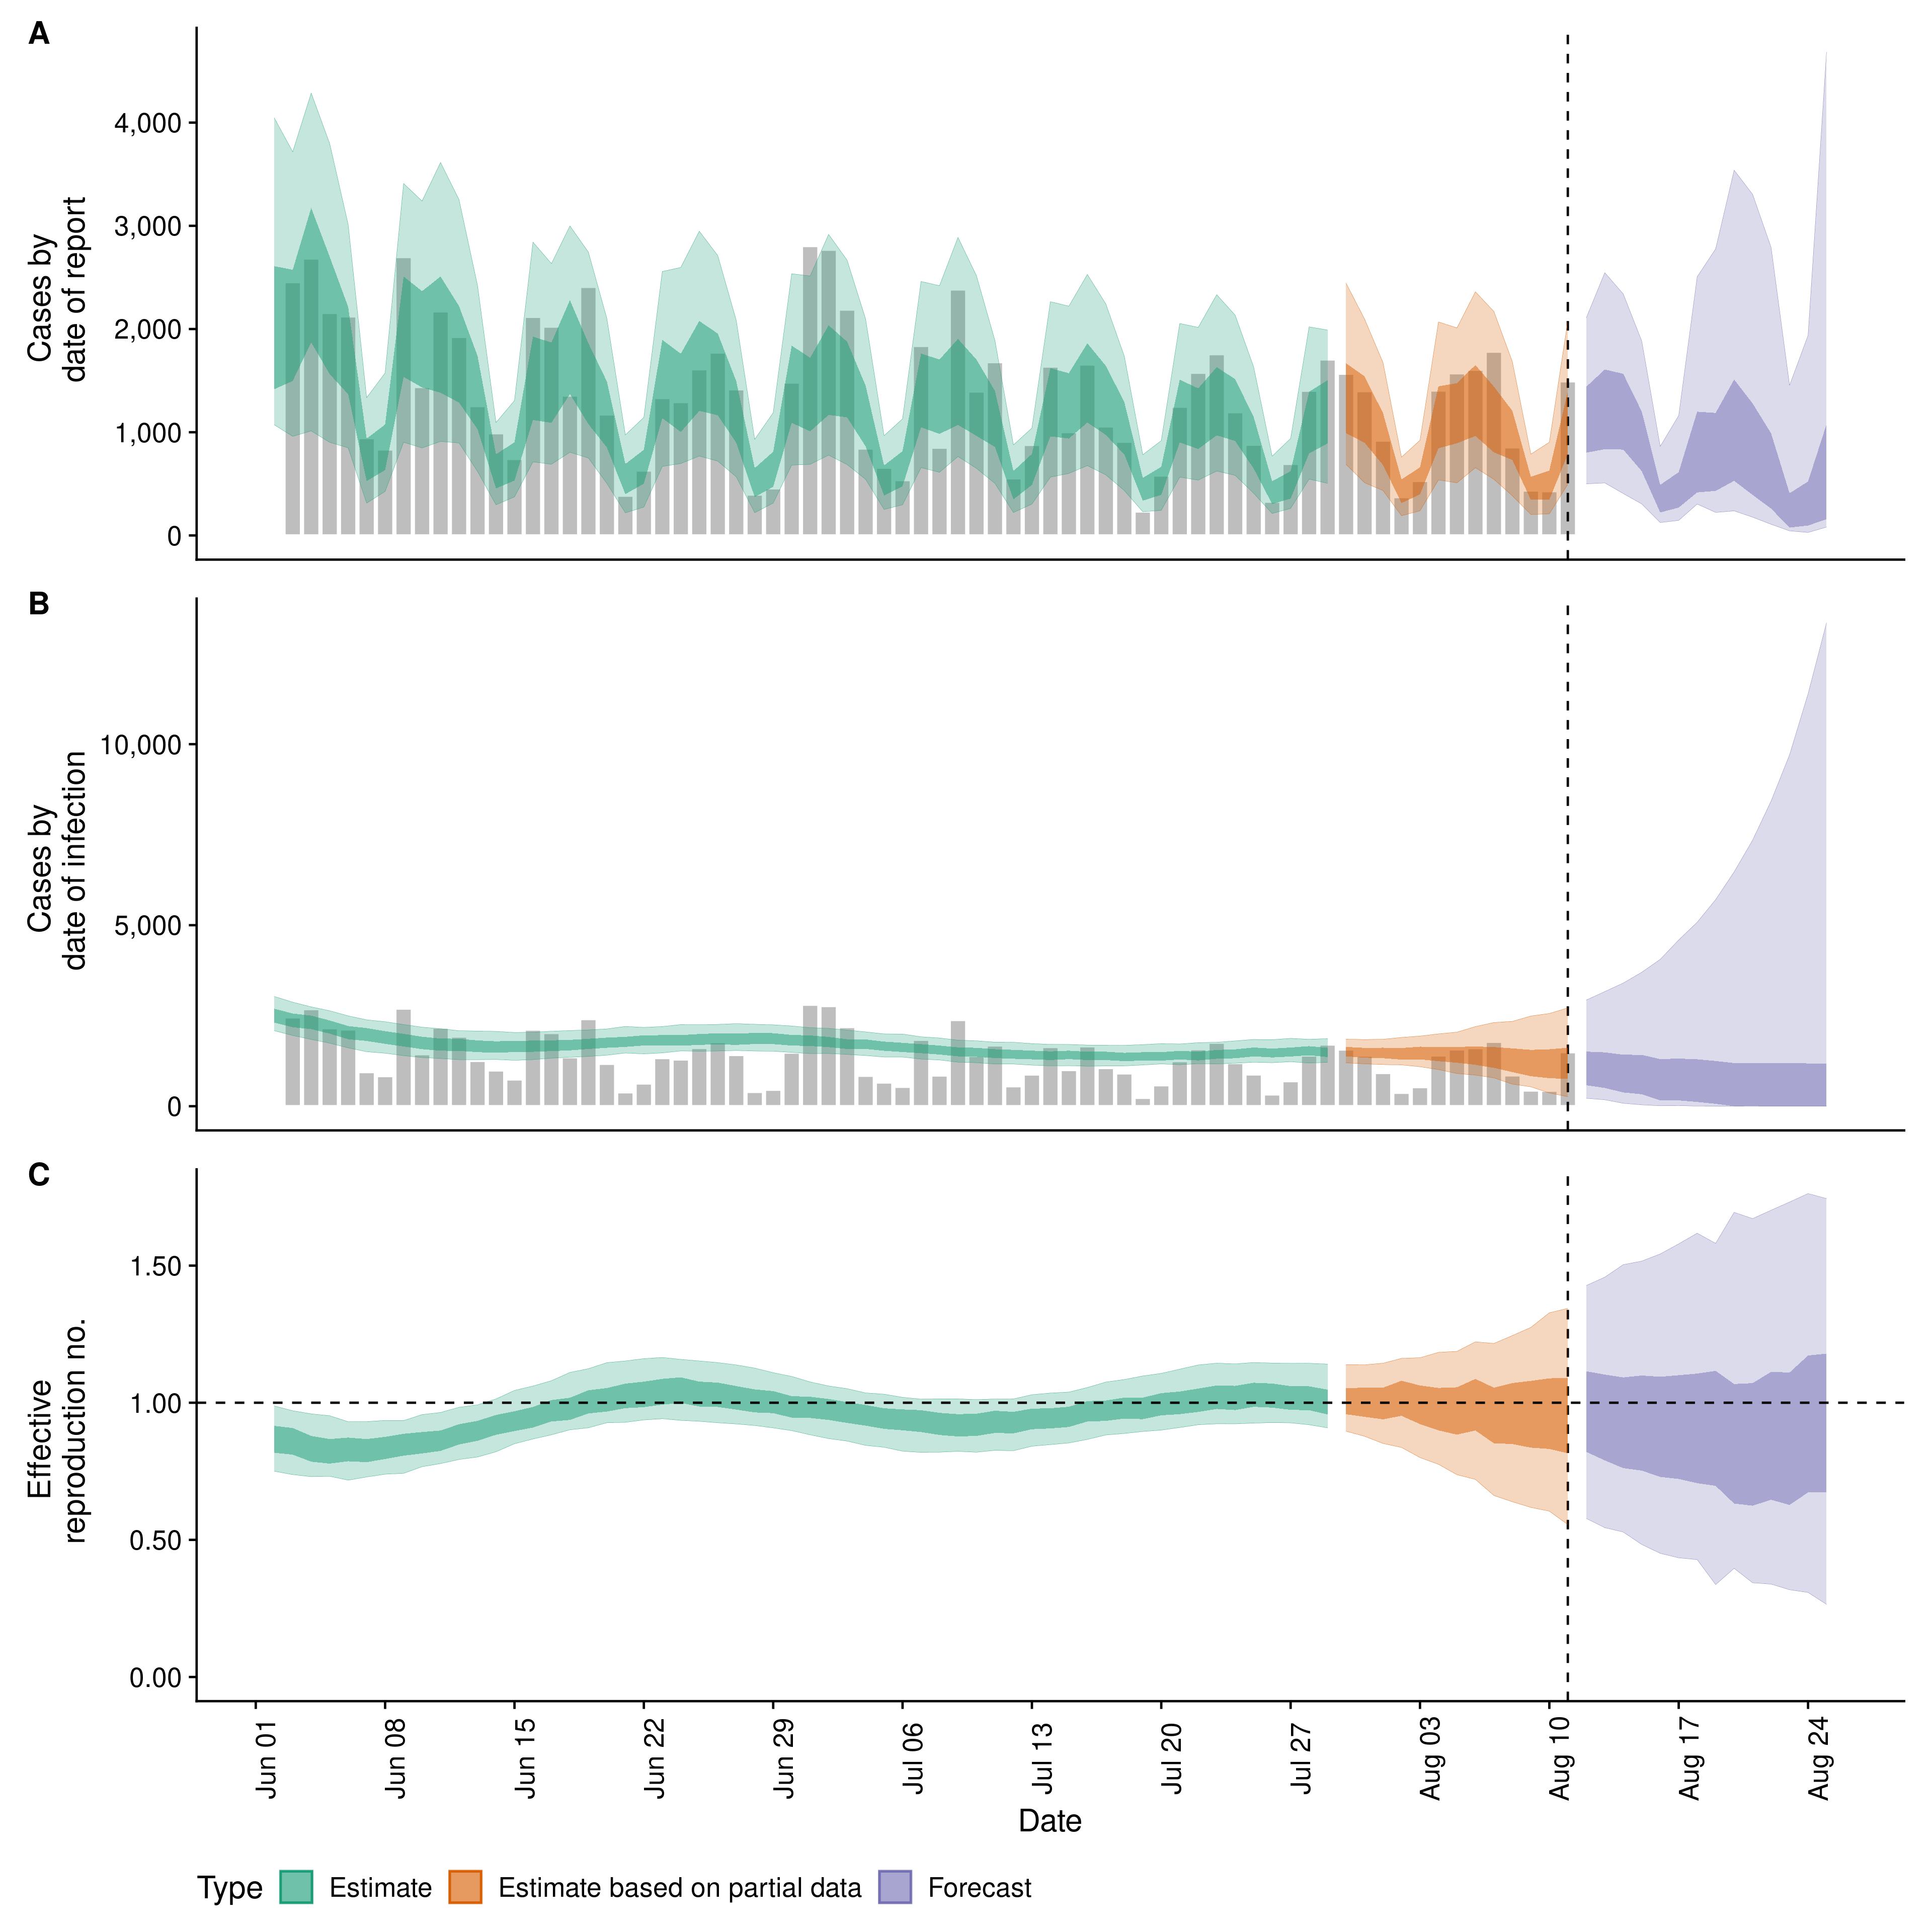 A
Cases by
date of report
4,000
3,000
2,000
1,000
0
B
Cases by
date of infection
10,000
5,000
0
C
Effective
reproduction no.
1.50
1.00
0.50
0.00
Jun 01
Jun 08
Jun 15
Jun 22
Jun 29
Jul 06
Jul 13
Jul 20
Jul 27
Aug 03
Aug 10
Aug 17
Aug 24
Date
Type Estimate Estimate based on partial data Forecast